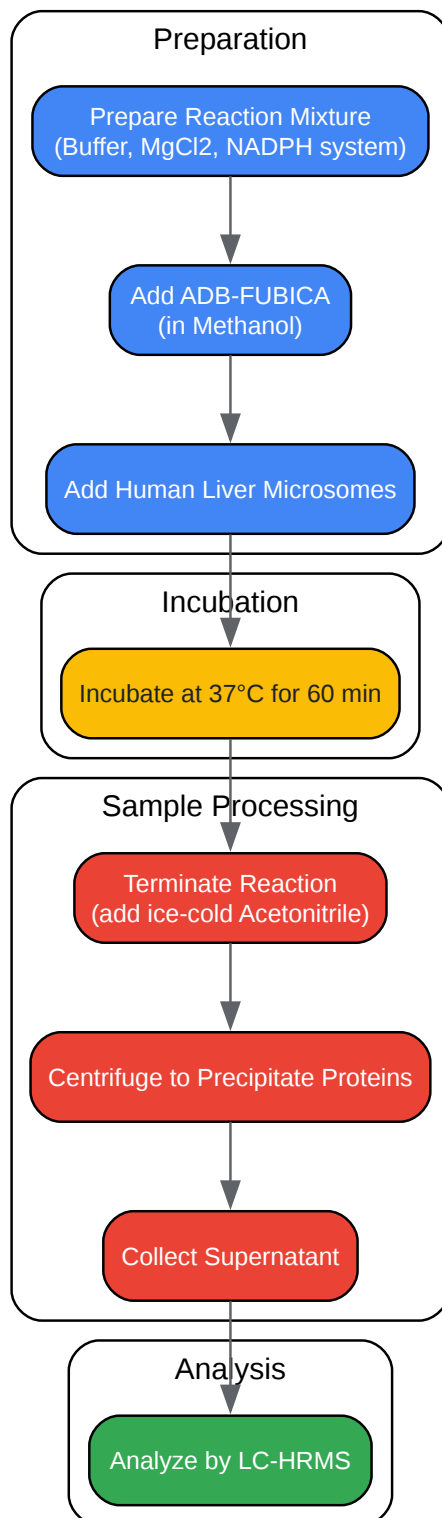 Preparation
Prepare Reaction Mixture
(Buffer, MgCl2, NADPH system)
Add ADB-FUBICA
(in Methanol)
Add Human Liver Microsomes
Incubation
Incubate at 37°C for 60 min
Sample Processing
Terminate Reaction
(add ice-cold Acetonitrile)
Centrifuge to Precipitate Proteins
Collect Supernatant
Analysis
Analyze by LC-HRMS